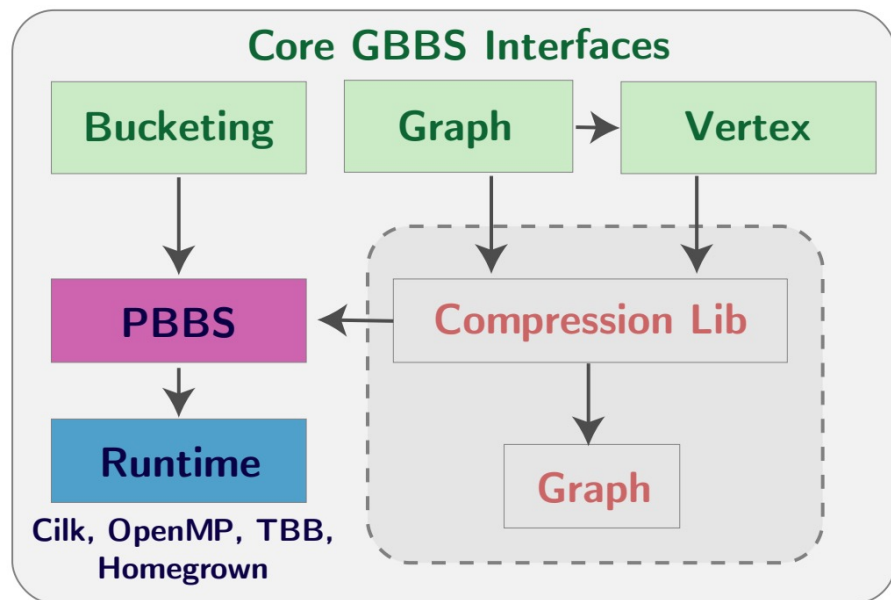 Core GBBS Interfaces
Bucketing
Graph
Vertex
PBBS
Compression Lib
Runtime
Graph
Cilk, OpenMP, TBB,
Homegrown